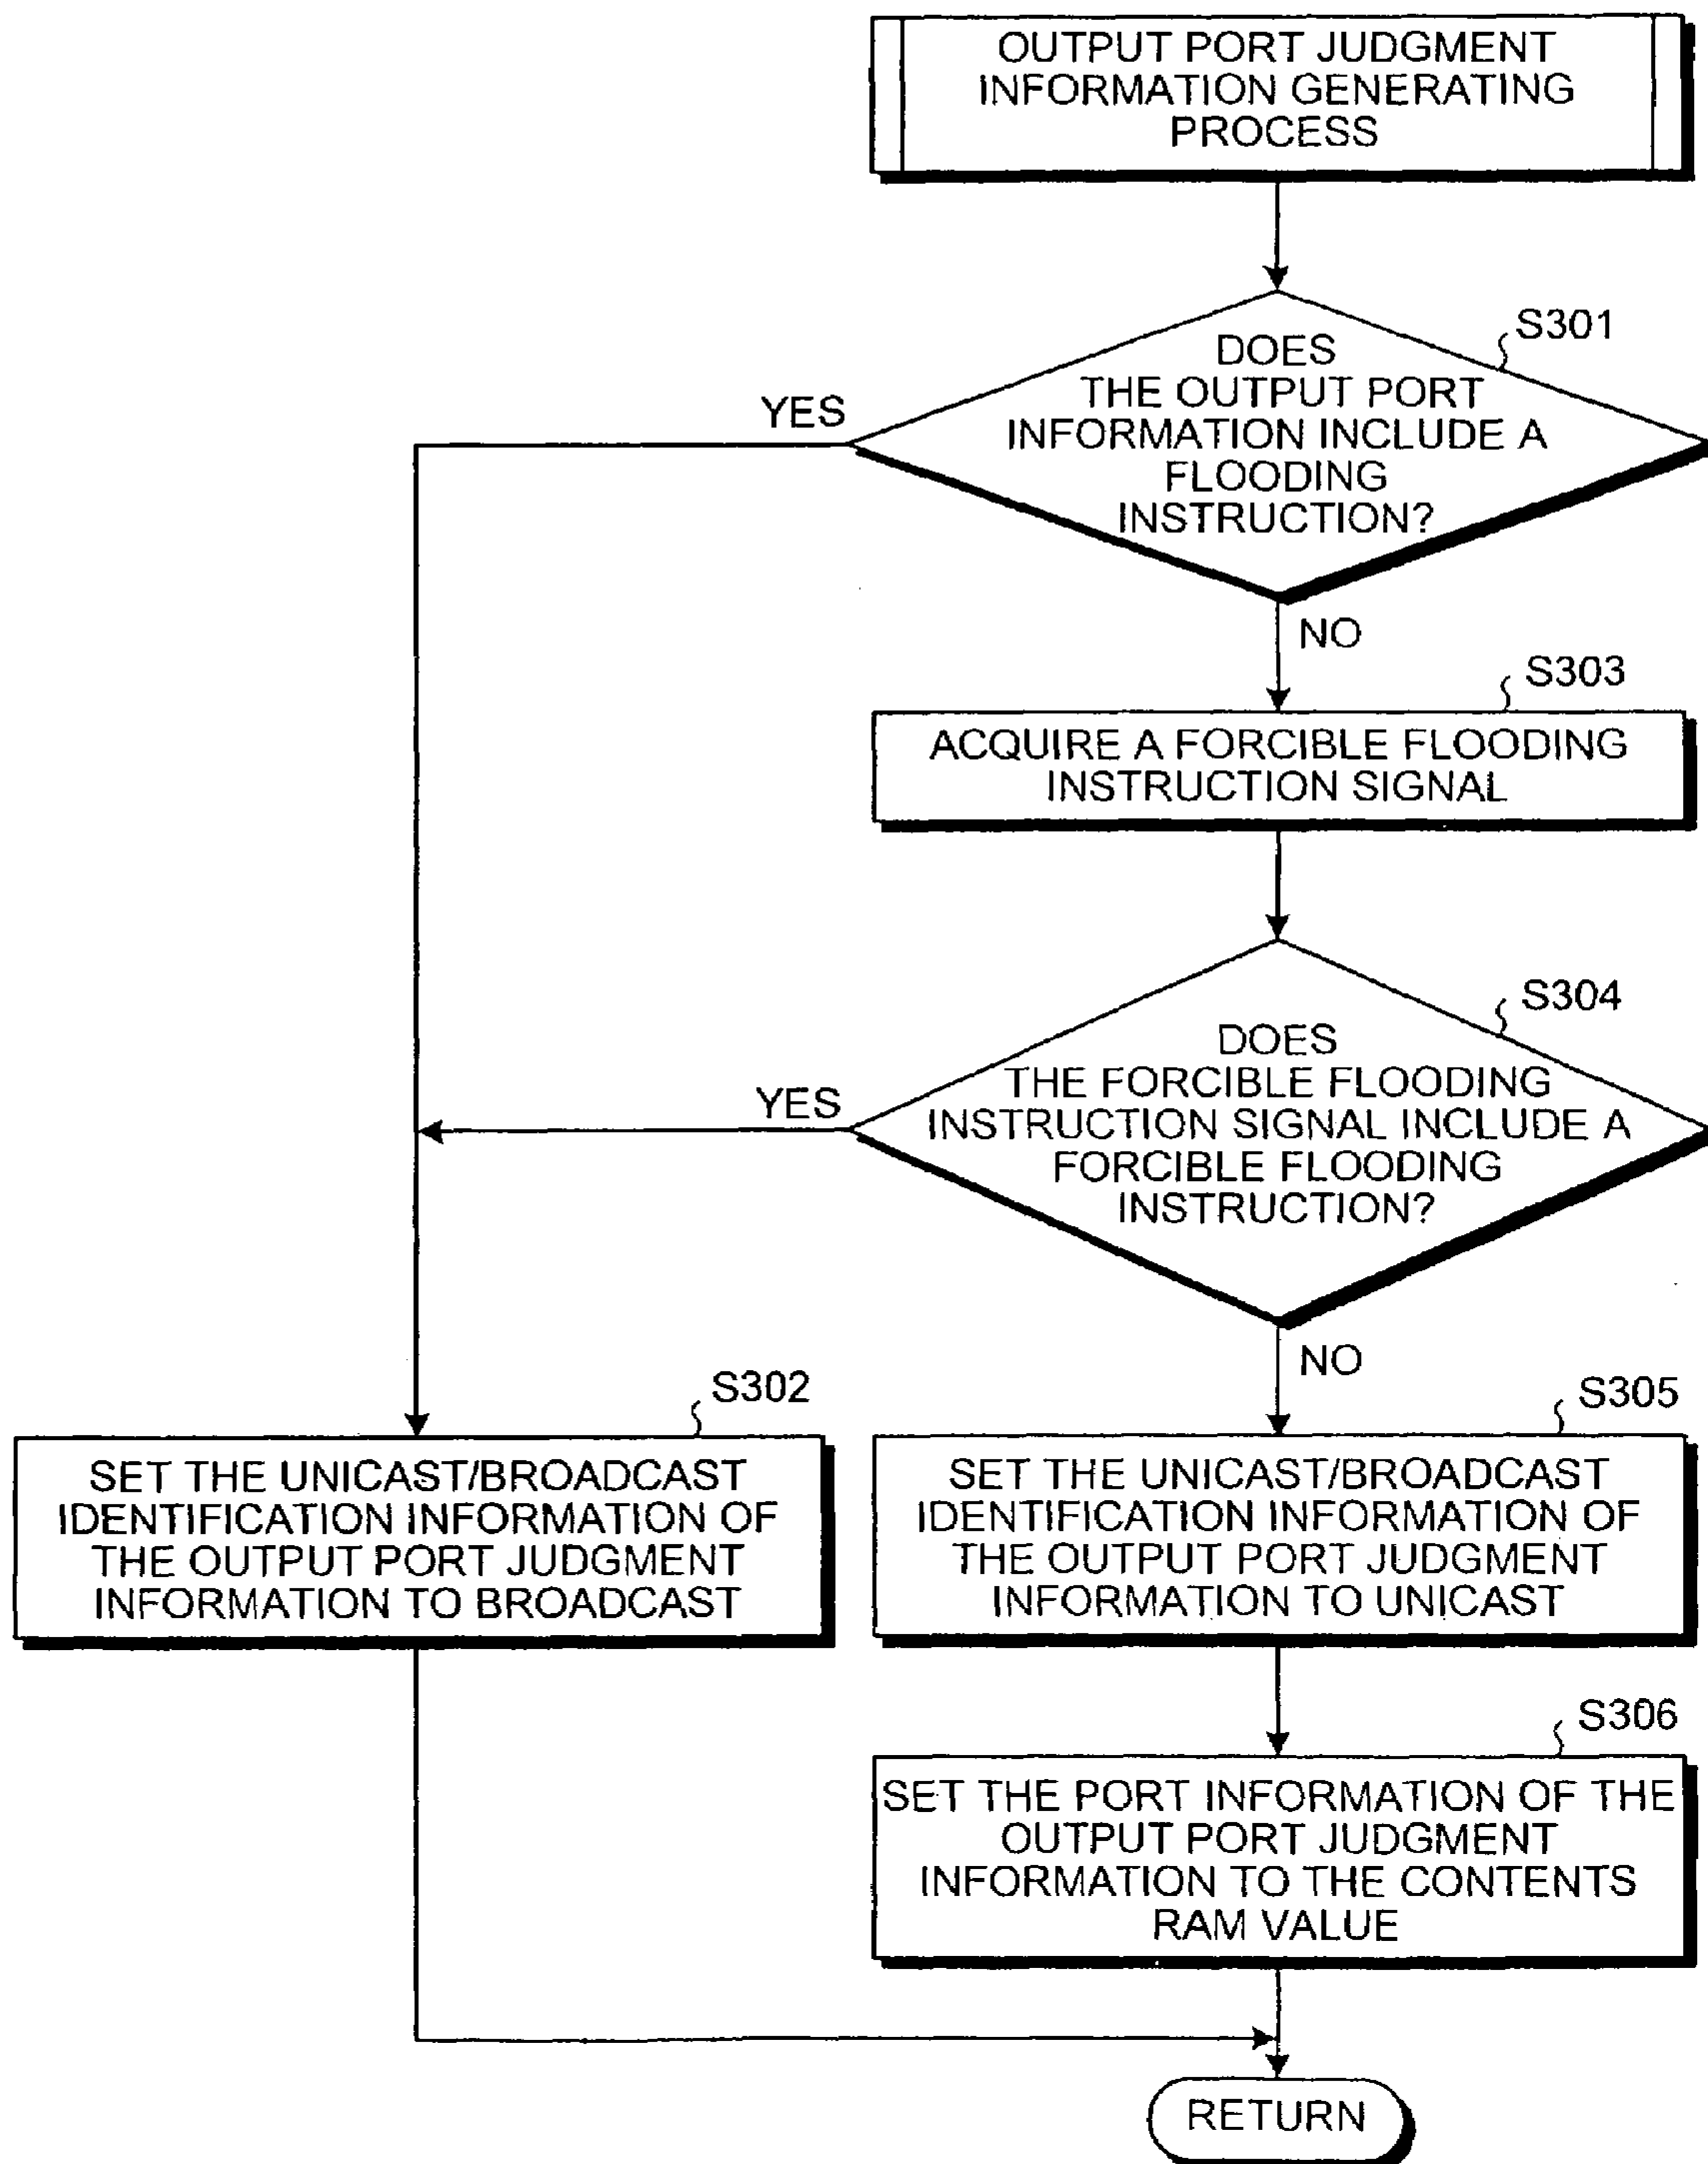 OUTPUT PORT JUDGMENT
INFORMATION GENERATING
PROCESS
S301
DOES
THE OUTPUT PORT
INFORMATION INCLUDE A
FLOODING
INSTRUCTION?
YES
NO
S303
ACQUIRE A FORCIBLE FLOODING
INSTRUCTION SIGNAL
S304
DOES
THE FORCIBLE FLOODING
INSTRUCTION SIGNAL INCLUDE A
FORCIBLE FLOODING
INSTRUCTION?
YES
NO
S302
SET THE UNICAST/BROADCAST
IDENTIFICATION INFORMATION OF
THE OUTPUT PORT JUDGMENT
INFORMATION TO BROADCAST
S305
SET THE UNICAST/BROADCAST
IDENTIFICATION INFORMATION OF
THE OUTPUT PORT JUDGMENT
INFORMATION TO UNICAST
S306
SET THE PORT INFORMATION OF THE
OUTPUT PORT JUDGMENT
INFORMATION TO THE CONTENTS
RAM VALUE
RETURN